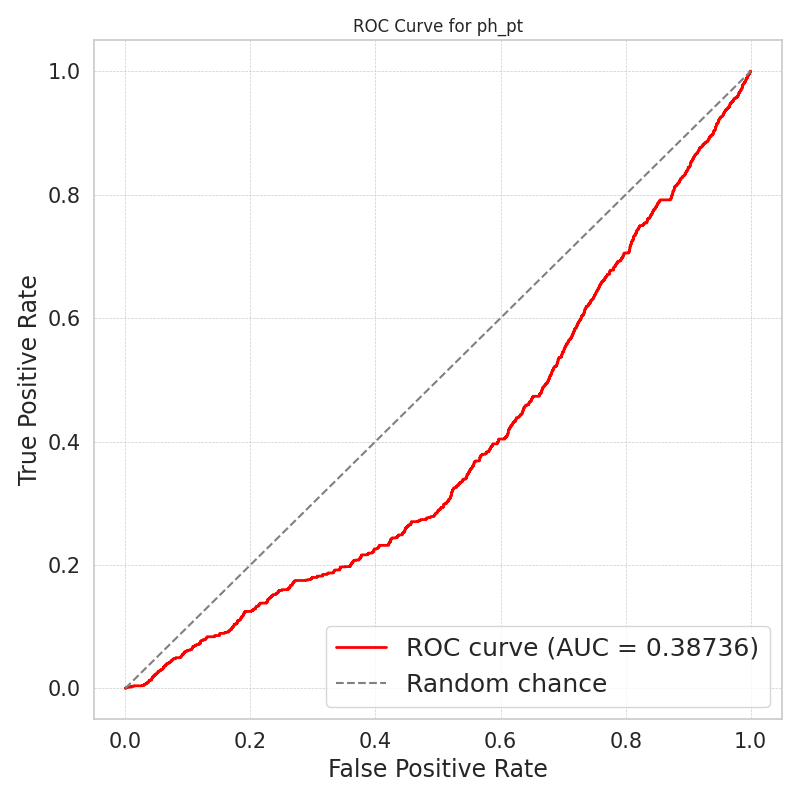 ROC Curve for ph_pt
True Positive Rate
1.0
0.8
0.6
0.4
0.2
0.0
ROC curve (AUC = 0.38736)
Random chance
0.0 0.2 0.4 0.6 0.8 1.0
False Positive Rate